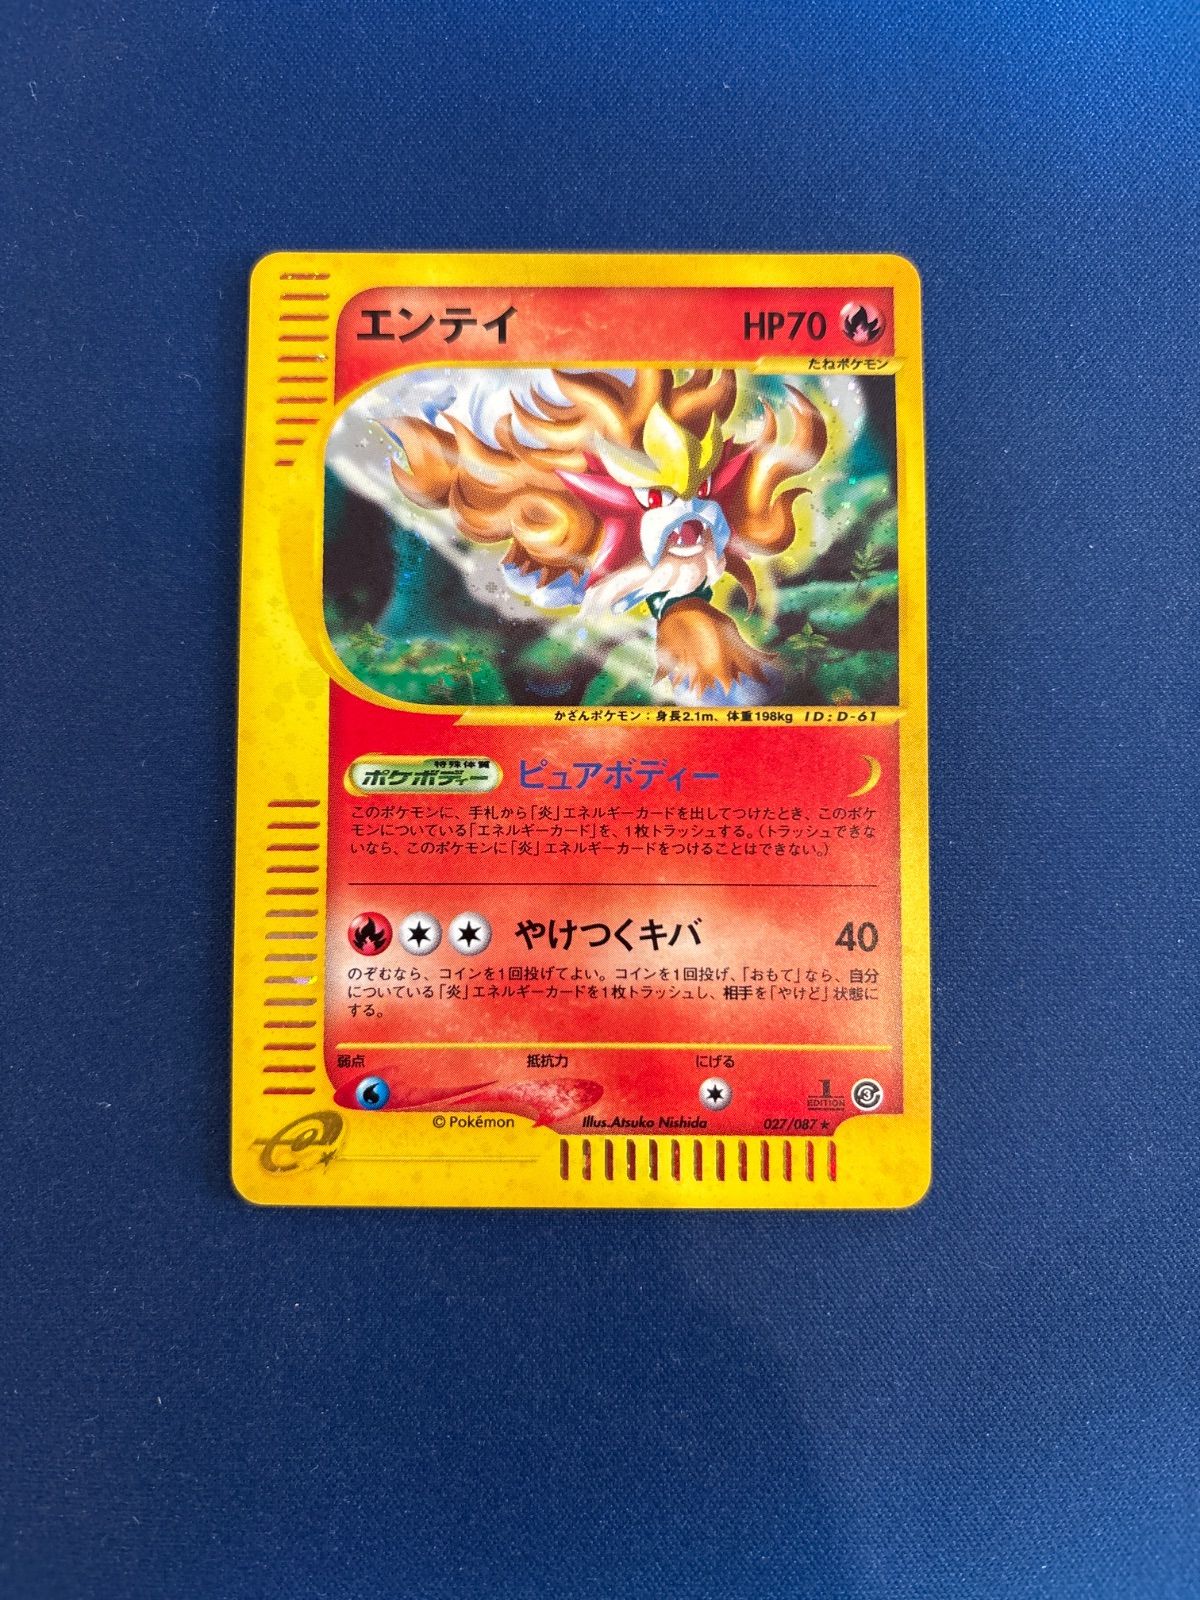 エンテイ HP70
たねポケモン
かざんポケモン：身長2.1m、体重198kg ID：D-61
特殊体質
ポケボディー ピュアボディー
このポケモンに、手札から「炎」エネルギーカードを出してつけたとき、このポケ
モンについている「エネルギーカード」を、1枚トラッシュする。（トラッシュできな
いなら、このポケモンに「炎」エネルギーカードをつけることはできない。）
やけつくキバ 40
のぞむなら、コインを1回投げてよい。コインを1回投げ、「おもて」なら、自分
についている「炎」エネルギーカードを1枚トラッシュし、相手を「やけど」状態に
する。
弱点 抵抗力 にげる
1
EDITION
3
© Pokémon Illus.Atsuko Nishida 027/087★
e